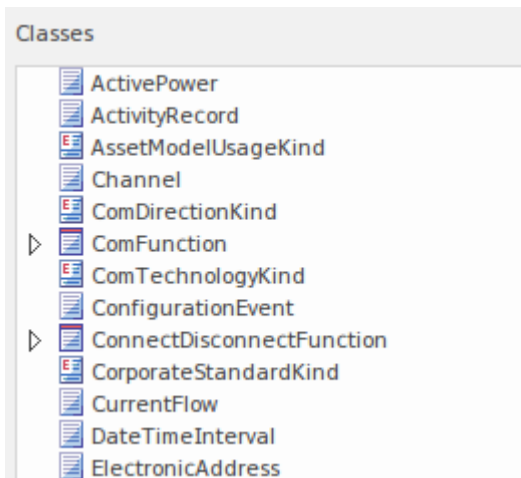 Classes
ActivePower
ActivityRecord
AssetModelUsageKind
Channel
ComDirectionKind
ComFunction
ComTechnologyKind
ConfigurationEvent
ConnectDisconnectFunction
CorporateStandardKind
CurrentFlow
DateTimeInterval
ElectronicAddress